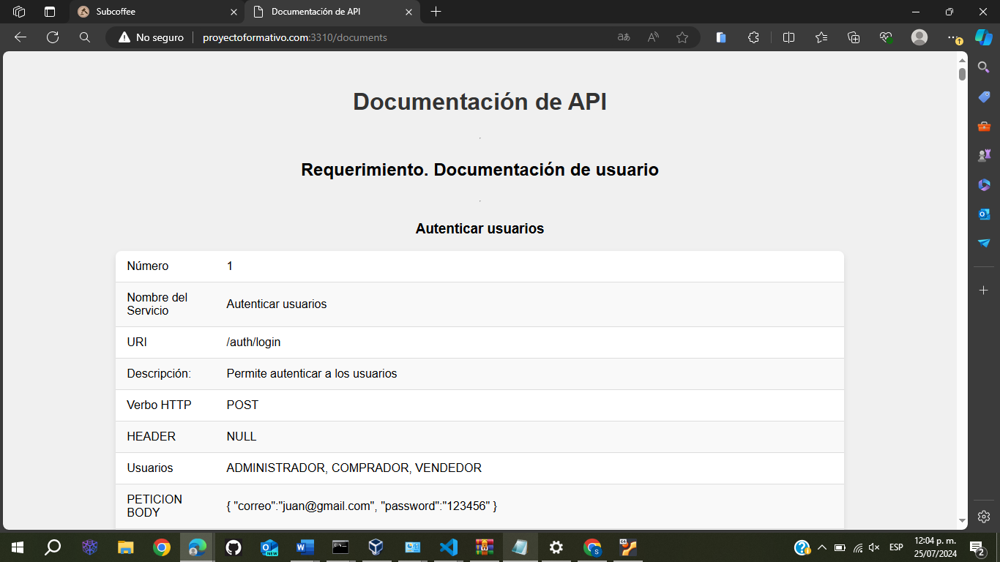 Subcoffee
Documentación de API
No seguro
proyectoformativo.com:3310/documents
Documentación de API
.
Requerimiento. Documentación de usuario
.
Autenticar usuarios
Número 1
Nombre del
Servicio
Autenticar usuarios
URI /auth/login
Descripción: Permite autenticar a los usuarios
Verbo HTTP POST
HEADER NULL
Usuarios ADMINISTRADOR, COMPRADOR, VENDEDOR
PETICION
BODY
{ "correo":"juan@gmail.com", "password":"123456" }
ESP
12:04 p. m.
25/07/2024
2